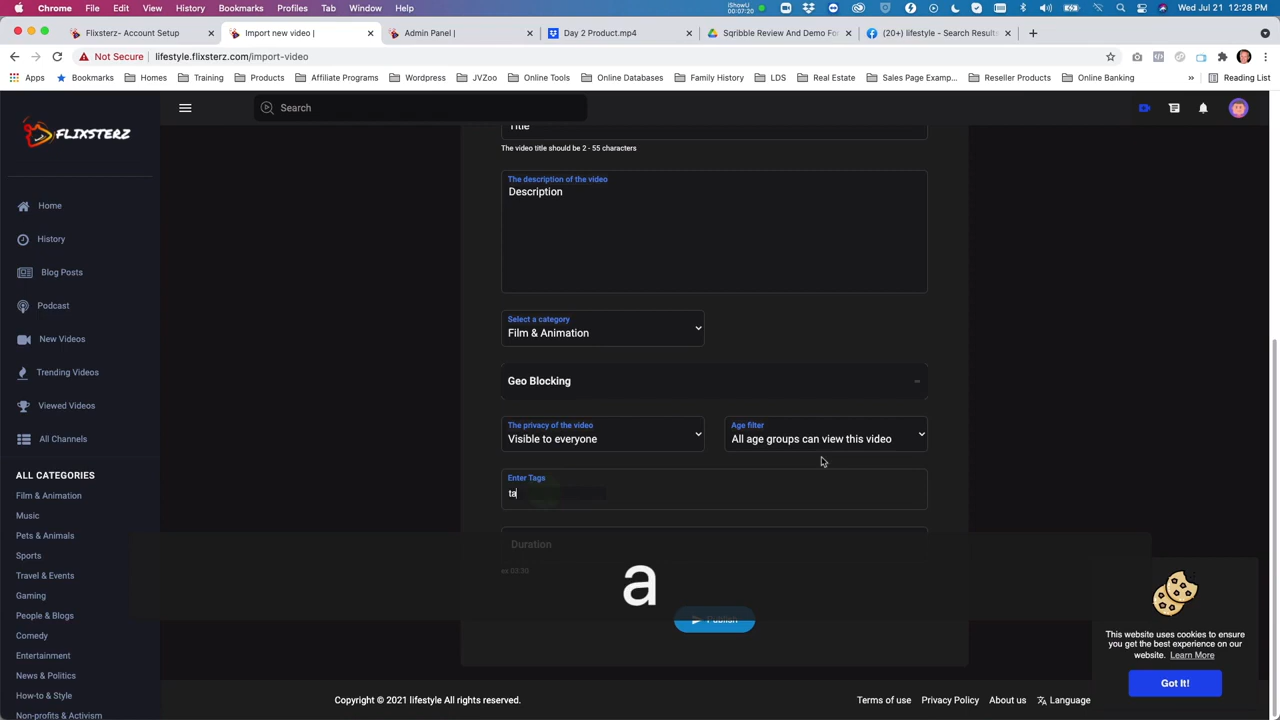 Chrome File Edit View History Bookmarks Profiles Tab Window Help
iShowU
00:07:20
Wed Jul 21 12:28 PM
Flixsterz- Account Setup
Import new video |
Admin Panel |
Day 2 Product.mp4
Sqribble Review And Demo For
(20+) lifestyle - Search Result
Not Secure
lifestyle.flixsterz.com/import-video
Apps
Bookmarks
Homes
Training
Products
Affiliate Programs
Wordpress
JVZoo
Online Tools
Online Databases
Family History
LDS
Real Estate
Sales Page Examp...
Reseller Products
Online Banking
»
Reading List
FLIXSTERZ
Search
Home
History
Blog Posts
Podcast
New Videos
Trending Videos
Viewed Videos
All Channels
ALL CATEGORIES
Film & Animation
Music
Pets & Animals
Sports
Travel & Events
Gaming
People & Blogs
Comedy
Entertainment
News & Politics
How-to & Style
Non-profits & Activism
Title
The video title should be 2 - 55 characters
The description of the video
Description
Select a category
Film & Animation
Geo Blocking
The privacy of the video
Visible to everyone
Age filter
All age groups can view this video
Enter Tags
ta
Duration
ex 03:30
a
Publish
This website uses cookies to ensure
you get the best experience on our
website. Learn More
Got It!
Copyright © 2021 lifestyle All rights reserved.
Terms of use
Privacy Policy
About us
Language